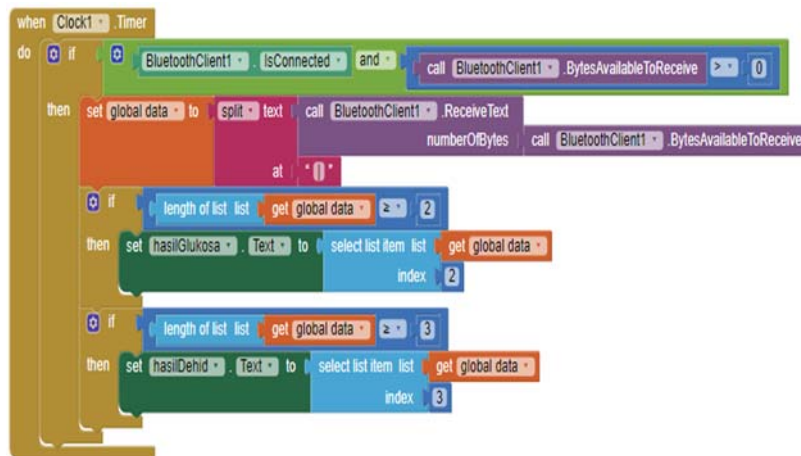 when Clock1 .Timer
do if BluetoothClient1 . IsConnected and call BluetoothClient1 .BytesAvailableToReceive > 0
then set global data to split text call BluetoothClient1 .ReceiveText
numberOfBytes call BluetoothClient1 .BytesAvailableToReceive
at
if length of list list get global data ≥ 2
then set hasilGlukosa . Text to select list item list get global data
index 2
if length of list list get global data ≥ 3
then set hasilDehid . Text to select list item list get global data
index 3